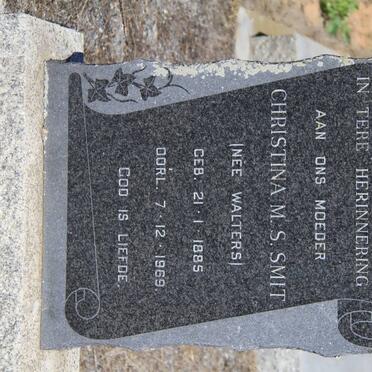 IN TERE HERINNERING
AAN ONS MOEDER
CHRISTINA M. S. SMIT
(NÉE WALTERS)
GEB. 21 · 1 · 1885
OORL. 7 · 12 · 1969.
GOD IS LIEFDE